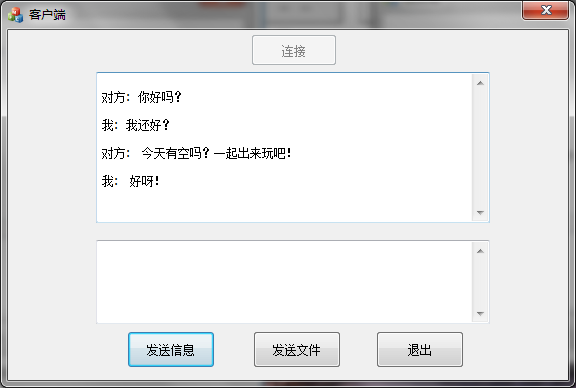 客户端
连接
对方：你好吗？
我：我还好？
对方： 今天有空吗？一起出来玩吧！
我： 好呀！
发送信息
发送文件
退出